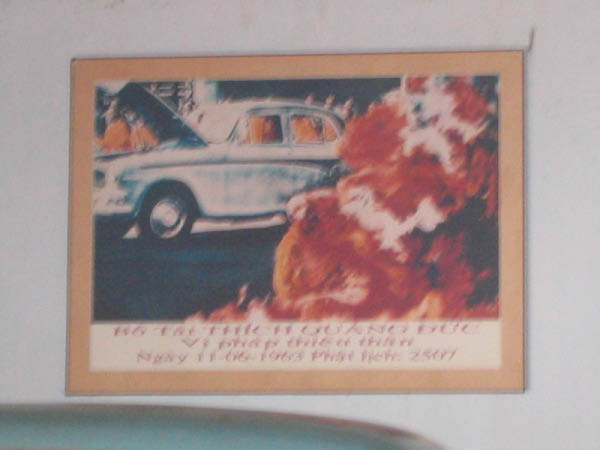 Bồ Tát THÍCH QUẢNG ĐỨC
Vị pháp thiêu thân
Ngày 11-06-1963 Phật lịch: 2507